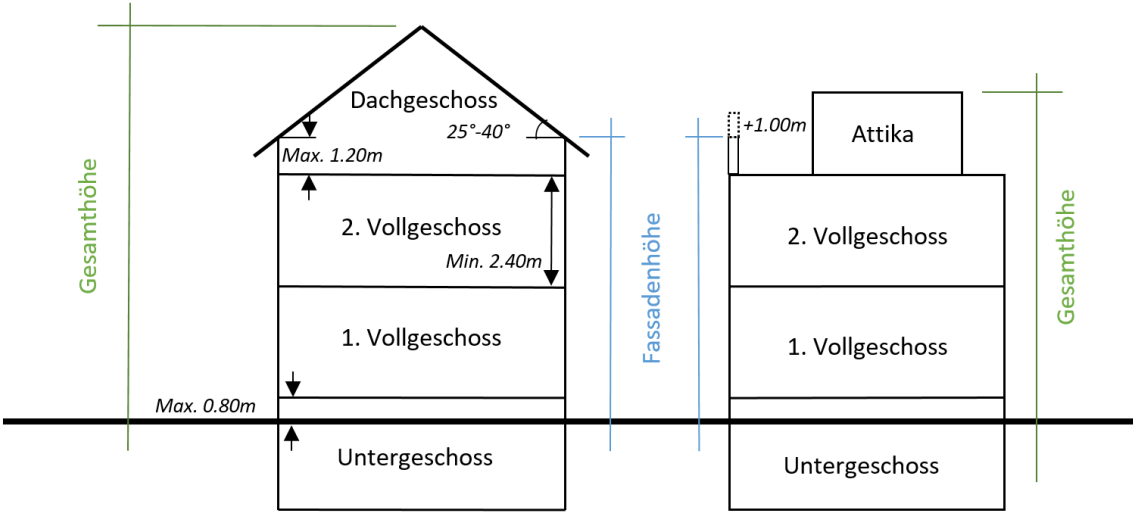 Dachgeschoss
25°-40°
Max. 1.20m
2. Vollgeschoss
Min. 2.40m
1. Vollgeschoss
Max. 0.80m
Untergeschoss
Gesamthöhe
Fassadenhöhe
+1.00m
Attika
2. Vollgeschoss
1. Vollgeschoss
Untergeschoss
Gesamthöhe